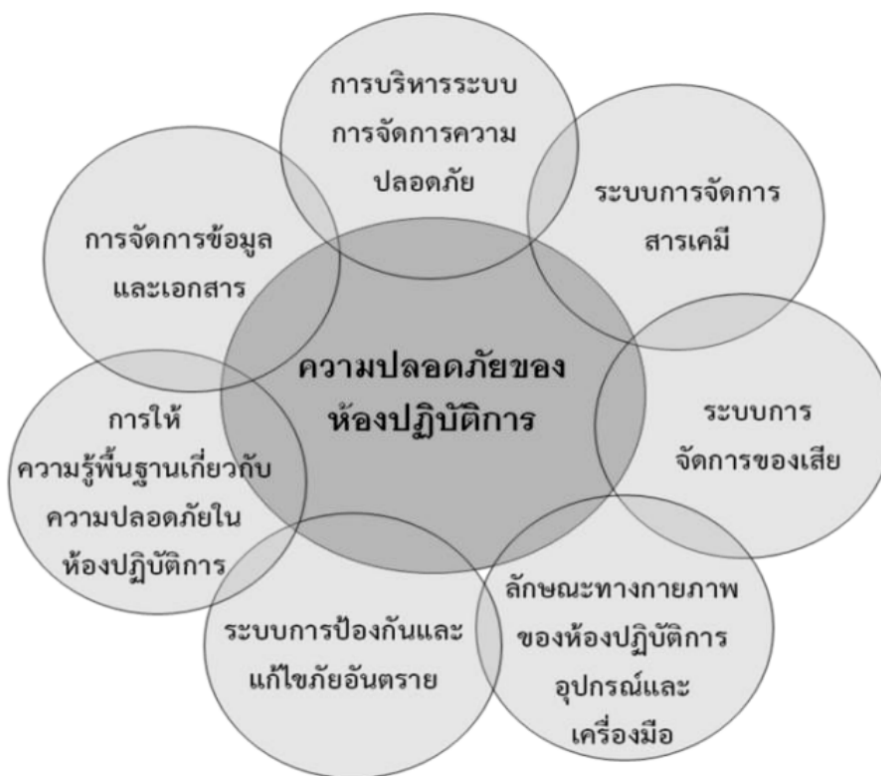 การบริหารระบบ
การจัดการความ
ปลอดภัย
ระบบการจัดการ
สารเคมี
ระบบการ
จัดการของเสีย
ลักษณะทางกายภาพ
ของห้องปฏิบัติการ
อุปกรณ์และ
เครื่องมือ
ระบบการป้องกันและ
แก้ไขภัยอันตราย
การให้
ความรู้พื้นฐานเกี่ยวกับ
ความปลอดภัยใน
ห้องปฏิบัติการ
การจัดการข้อมูล
และเอกสาร
ความปลอดภัยของ
ห้องปฏิบัติการ